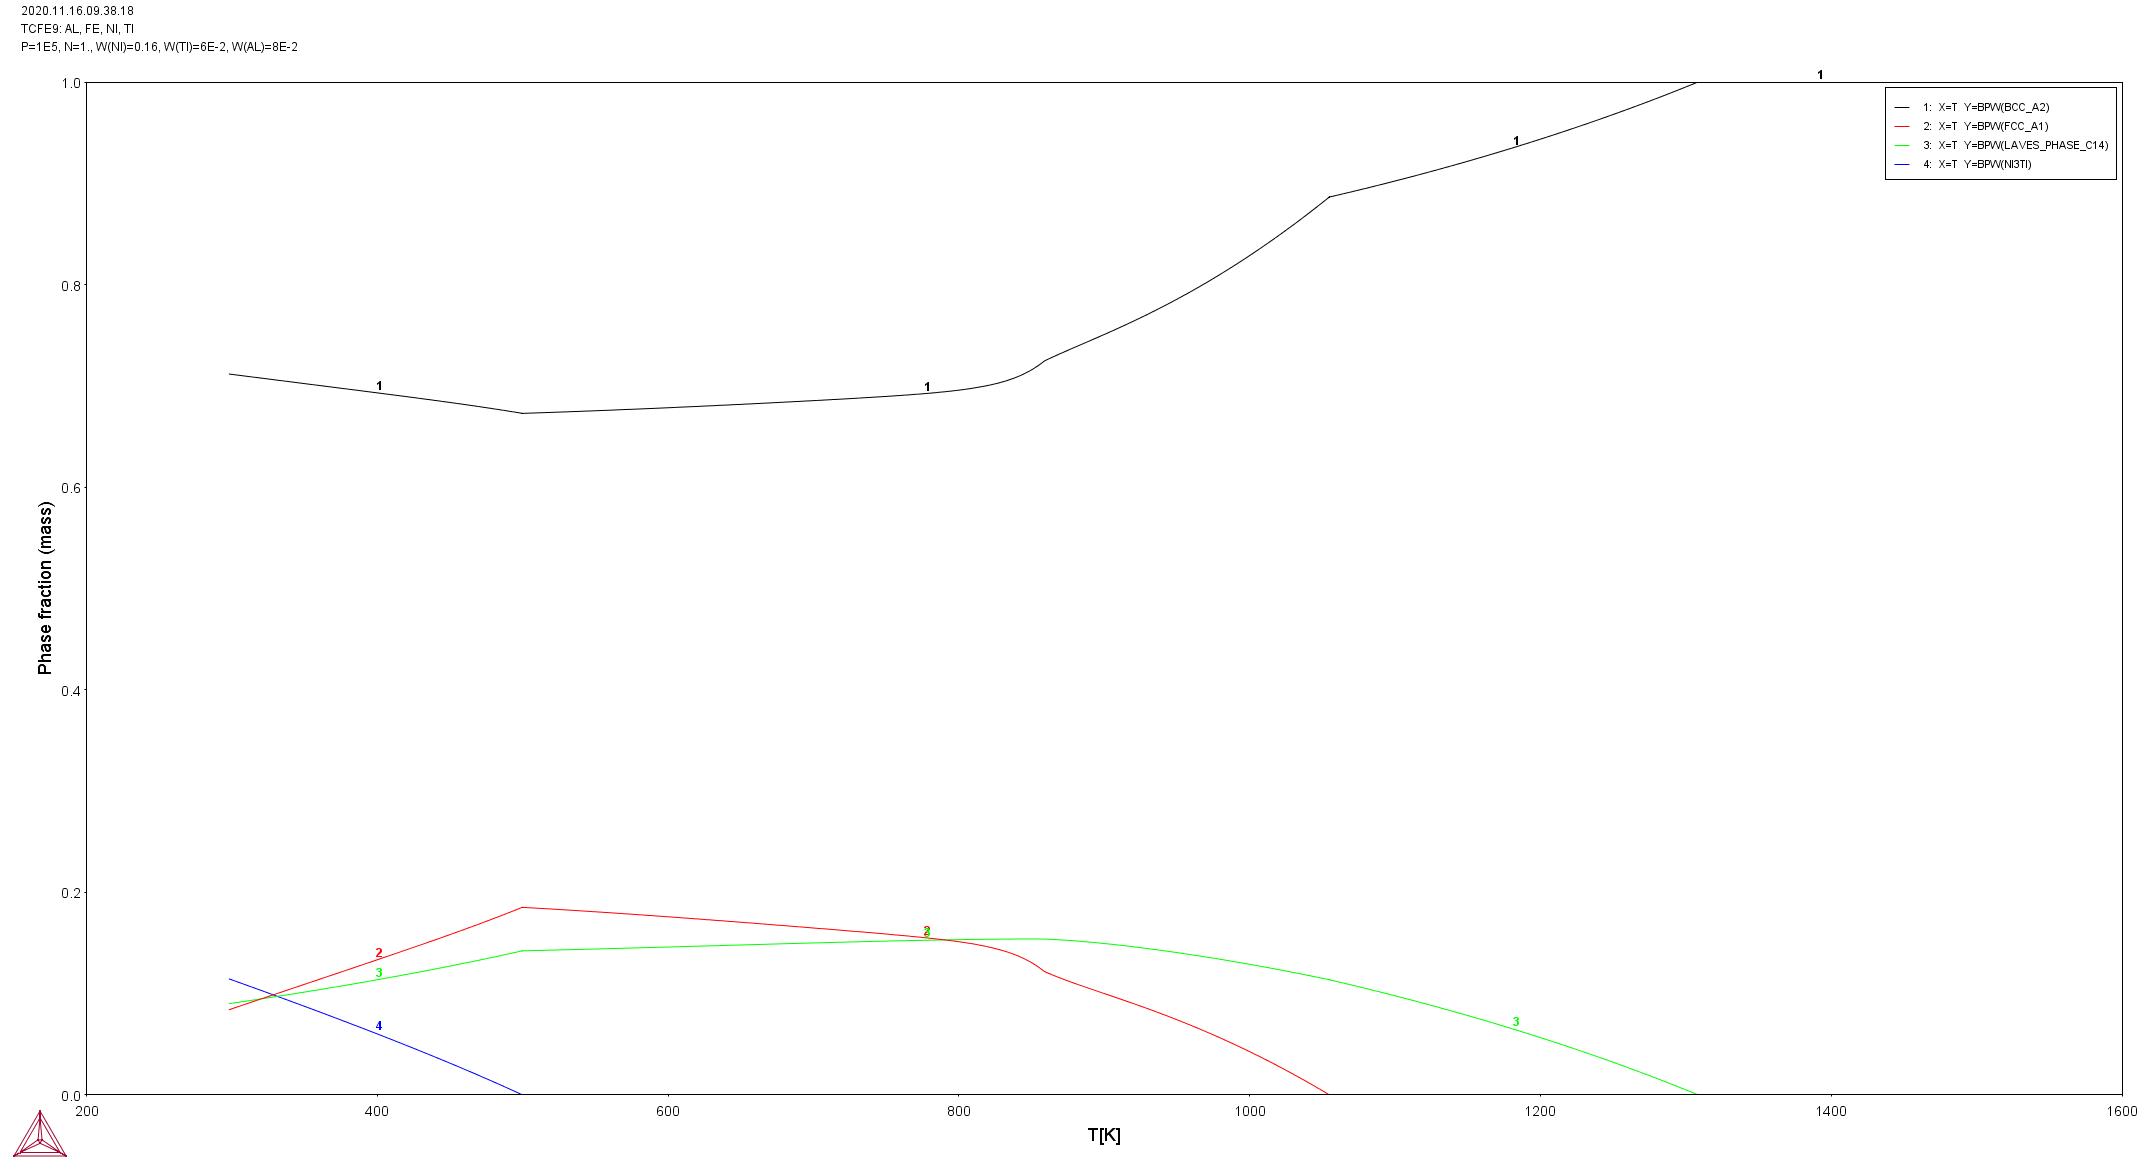 2020.11.16.09.38.18
TCFE9: AL, FE, NI, TI
P=1E5, N=1., W(NI)=0.16, W(TI)=6E-2, W(AL)=8E-2
1
1.0
1: X=T Y=BPW(BCC_A2)
2: X=T Y=BPW(FCC_A1)
3: X=T Y=BPW(LAVES_PHASE_C14)
4: X=T Y=BPW(NI3TI)
1
0.8
1
1
0.6
Phase fraction (mass)
0.4
0.2
2
3
2
3
3
4
0.0
200 400 600 800 1000 1200 1400 1600
T[K]